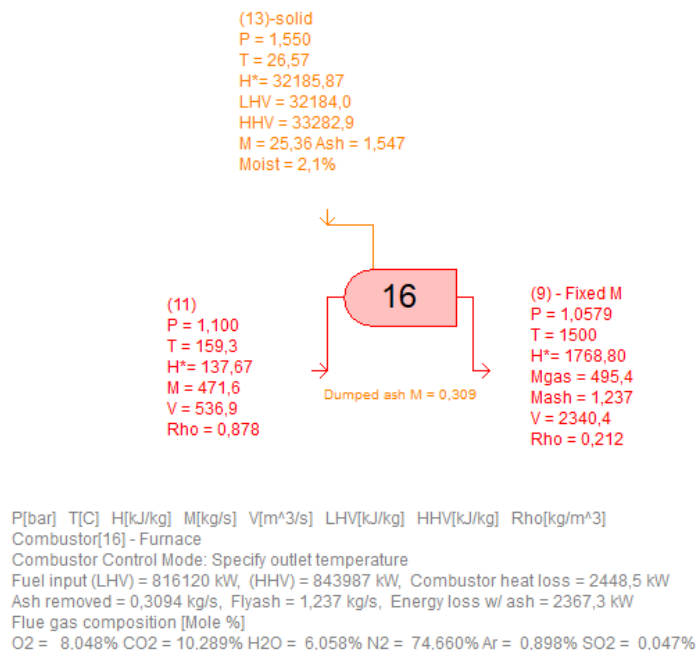 (13)-solid
P = 1,550
T = 26,57
H*= 32185,87
LHV = 32184,0
HHV = 33282,9
M = 25,36 Ash = 1,547
Moist = 2,1%
16
(11)
P = 1,100
T = 159,3
H*= 137,67
M = 471,6
V = 536,9
Rho = 0,878
Dumped ash M = 0,309
(9) - Fixed M
P = 1,0579
T = 1500
H*= 1768,80
Mgas = 495,4
Mash = 1,237
V = 2340,4
Rho = 0,212
P[bar] T[C] H[kJ/kg] M[kg/s] V[m^3/s] LHV[kJ/kg] HHV[kJ/kg] Rho[kg/m^3]
Combustor[16] - Furnace
Combustor Control Mode: Specify outlet temperature
Fuel input (LHV) = 816120 kW, (HHV) = 843987 kW, Combustor heat loss = 2448,5 kW
Ash removed = 0,3094 kg/s, Flyash = 1,237 kg/s, Energy loss w/ ash = 2367,3 kW
Flue gas composition [Mole %]
O2 = 8,048% CO2 = 10,289% H2O = 6,058% N2 = 74,660% Ar = 0,898% SO2 = 0,047%